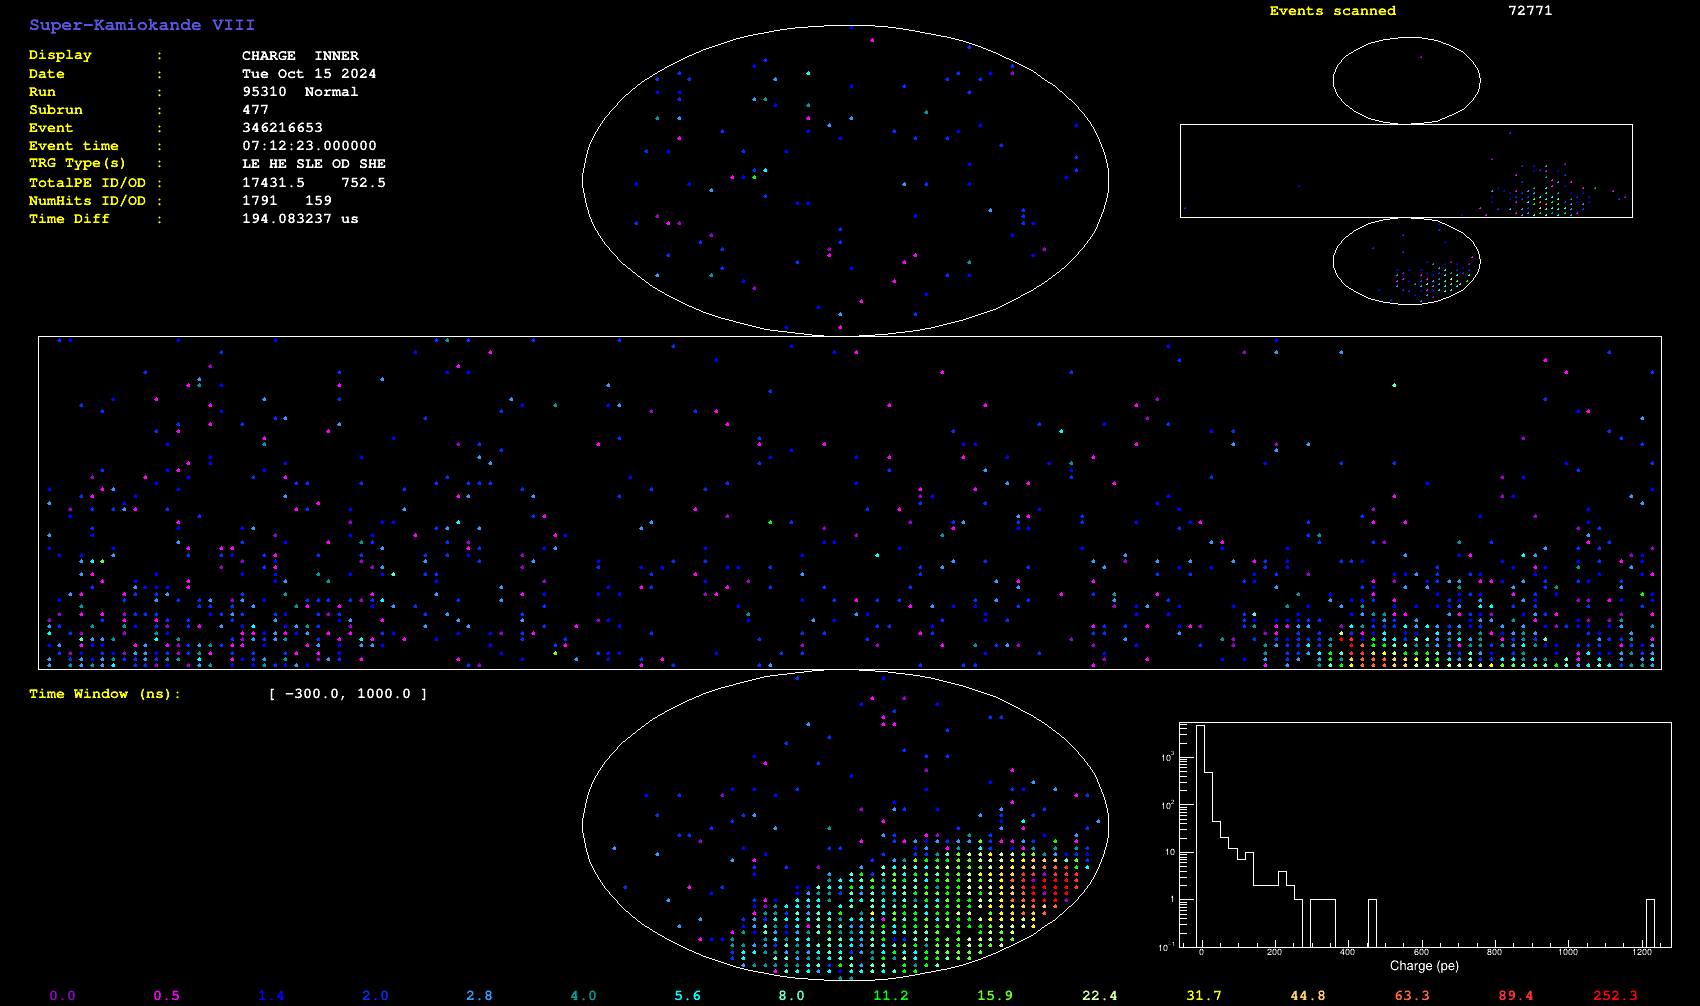 Super-Kamiokande VIII
Events scanned 72771
Display : CHARGE INNER
Date : Tue Oct 15 2024
Run : 95310 Normal
Subrun : 477
Event : 346216653
Event time : 07:12:23.000000
TRG Type(s) : LE HE SLE OD SHE
TotalPE ID/OD : 17431.5 752.5
NumHits ID/OD : 1791 159
Time Diff : 194.083237 us
Time Window (ns): [ -300.0, 1000.0 ]
10^3
10^2
10
1
10^-1
0 200 400 600 800 1000 1200
Charge (pe)
0.0 0.5 1.4 2.0 2.8 4.0 5.6 8.0 11.2 15.9 22.4 31.7 44.8 63.3 89.4 252.3